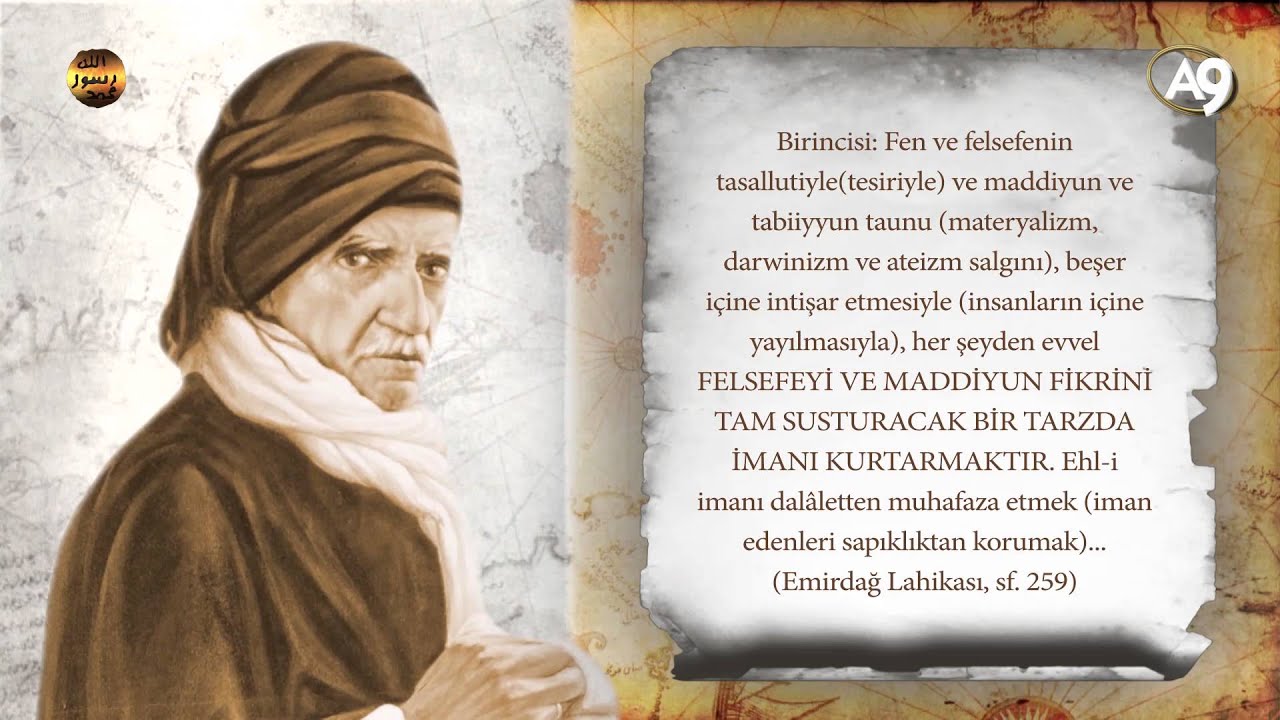 الله
رسول
محمد
A9
Birincisi: Fen ve felsefenin
tasallutiyle(tesiriyle) ve maddiyun ve
tabiiyyun taunu (materyalizm,
darwinizm ve ateizm salgını), beşer
içine intişar etmesiyle (insanların içine
yayılmasıyla), her şeyden evvel
FELSEFEYİ VE MADDİYUN FİKRİNİ
TAM SUSTURACAK BİR TARZDA
İMANI KURTARMAKTIR. Ehl-i
imanı dalâletten muhafaza etmek (iman
edenleri sapıklıktan korumak)...
(Emirdağ Lahikası, sf. 259)